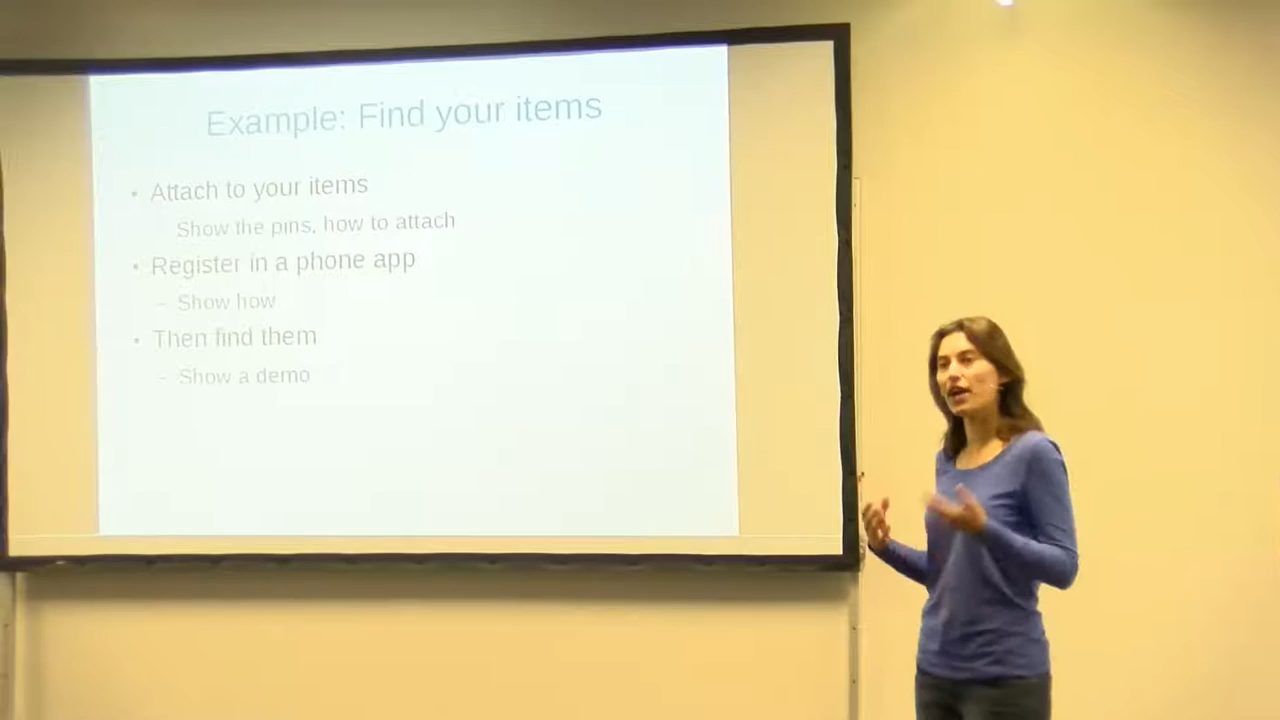 Example: Find your items
• Attach to your items
Show the pins, how to attach
• Register in a phone app
– Show how
• Then find them
– Show a demo